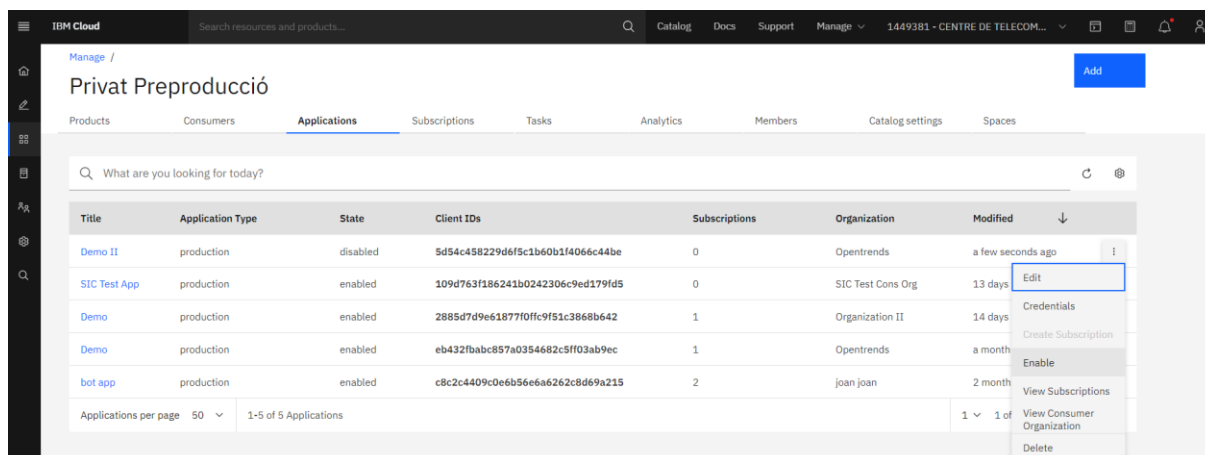 IBM Cloud Search resources and products... Catalog Docs Support Manage 1449381 - CENTRE DE TELECOM...
Manage /
Privat Preproducció
Add
Products Consumers Applications Subscriptions Tasks Analytics Members Catalog settings Spaces
What are you looking for today?
Title Application Type State Client IDs Subscriptions Organization Modified
Demo II production disabled 5d54c458229d6f5c1b60b1f4066c44be 0 Opentrends a few seconds ago
SIC Test App production enabled 109d763f186241b0242306c9ed179fd5 0 SIC Test Cons Org 13 days
Demo production enabled 2885d7d9e61877f0ffc9f51c3868b642 1 Organization II 14 days
Demo production enabled eb432fbabc857a0354682c5ff03ab9ec 1 Opentrends a month
bot app production enabled c8c2c4409c0e6b56e6a6262c8d69a215 2 joan joan 2 month
Applications per page 50 1-5 of 5 Applications 1 1 of
Edit
Credentials
Create Subscription
Enable
View Subscriptions
View Consumer
Organization
Delete